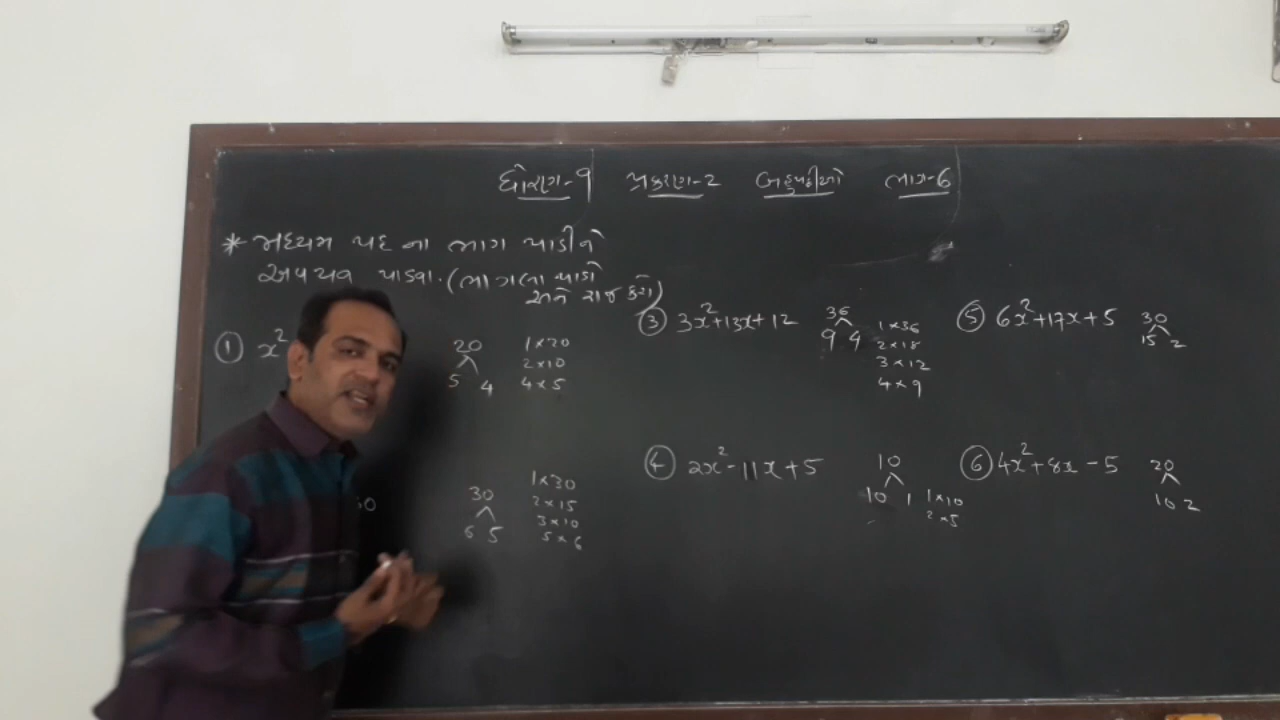 ધોરણ-9 પ્રકરણ-2 બહુપદીઓ ભાગ-6
* મધ્યમ પદ ના ભાગ પાડીને
અવયવ પાડવા. (ભાગલા પાડો
અને રાજ કરો)
① x²
20
5 4
1×20
2×10
4×5
30
30
6 5
1×30
2×15
3×10
5×6
③ 3x²+13x+12
36
9 4
1×36
2×18
3×12
4×9
④ 2x²-11x+5
10
10 1
1×10
2×5
⑤ 6x²+17x+5
30
15 2
⑥ 4x²+8x-5
20
10 2